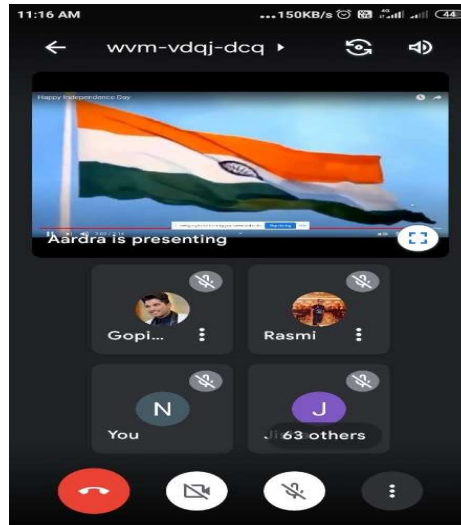 11:16 AM
...150KB/s 4G 44
wvm-vdqj-dcq
Happy Independence Day
Aardra is presenting
Gopi...
Rasmi
N
You
J
63 others